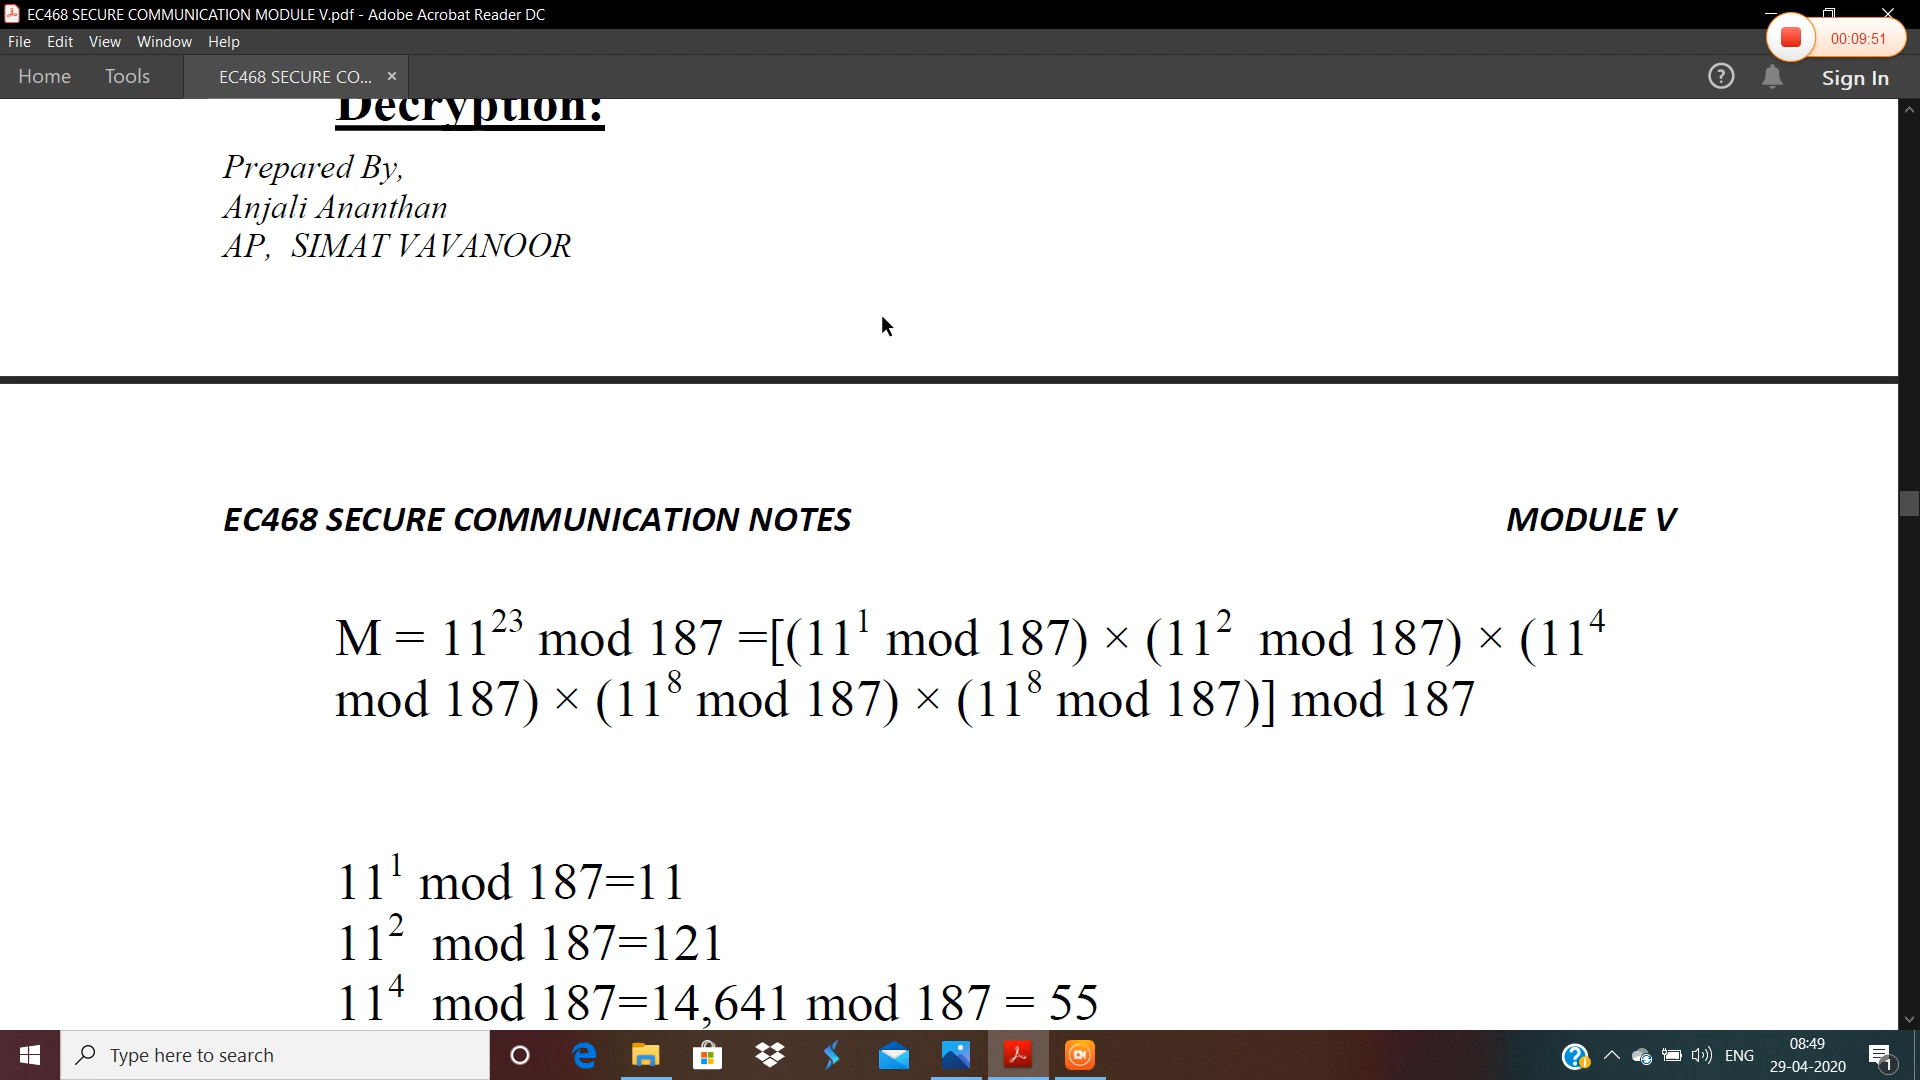 EC468 SECURE COMMUNICATION MODULE V.pdf - Adobe Acrobat Reader DC
File Edit View Window Help
00:09:51
Home Tools EC468 SECURE CO... × Sign In
Decryption:
Prepared By,
Anjali Ananthan
AP, SIMAT VAVANOOR
EC468 SECURE COMMUNICATION NOTES MODULE V
M = 11²³ mod 187 =[(11¹ mod 187) × (11² mod 187) × (11⁴
mod 187) × (11⁸ mod 187) × (11⁸ mod 187)] mod 187
11¹ mod 187=11
11² mod 187=121
11⁴ mod 187=14,641 mod 187 = 55
Type here to search
ENG
08:49
29-04-2020
1